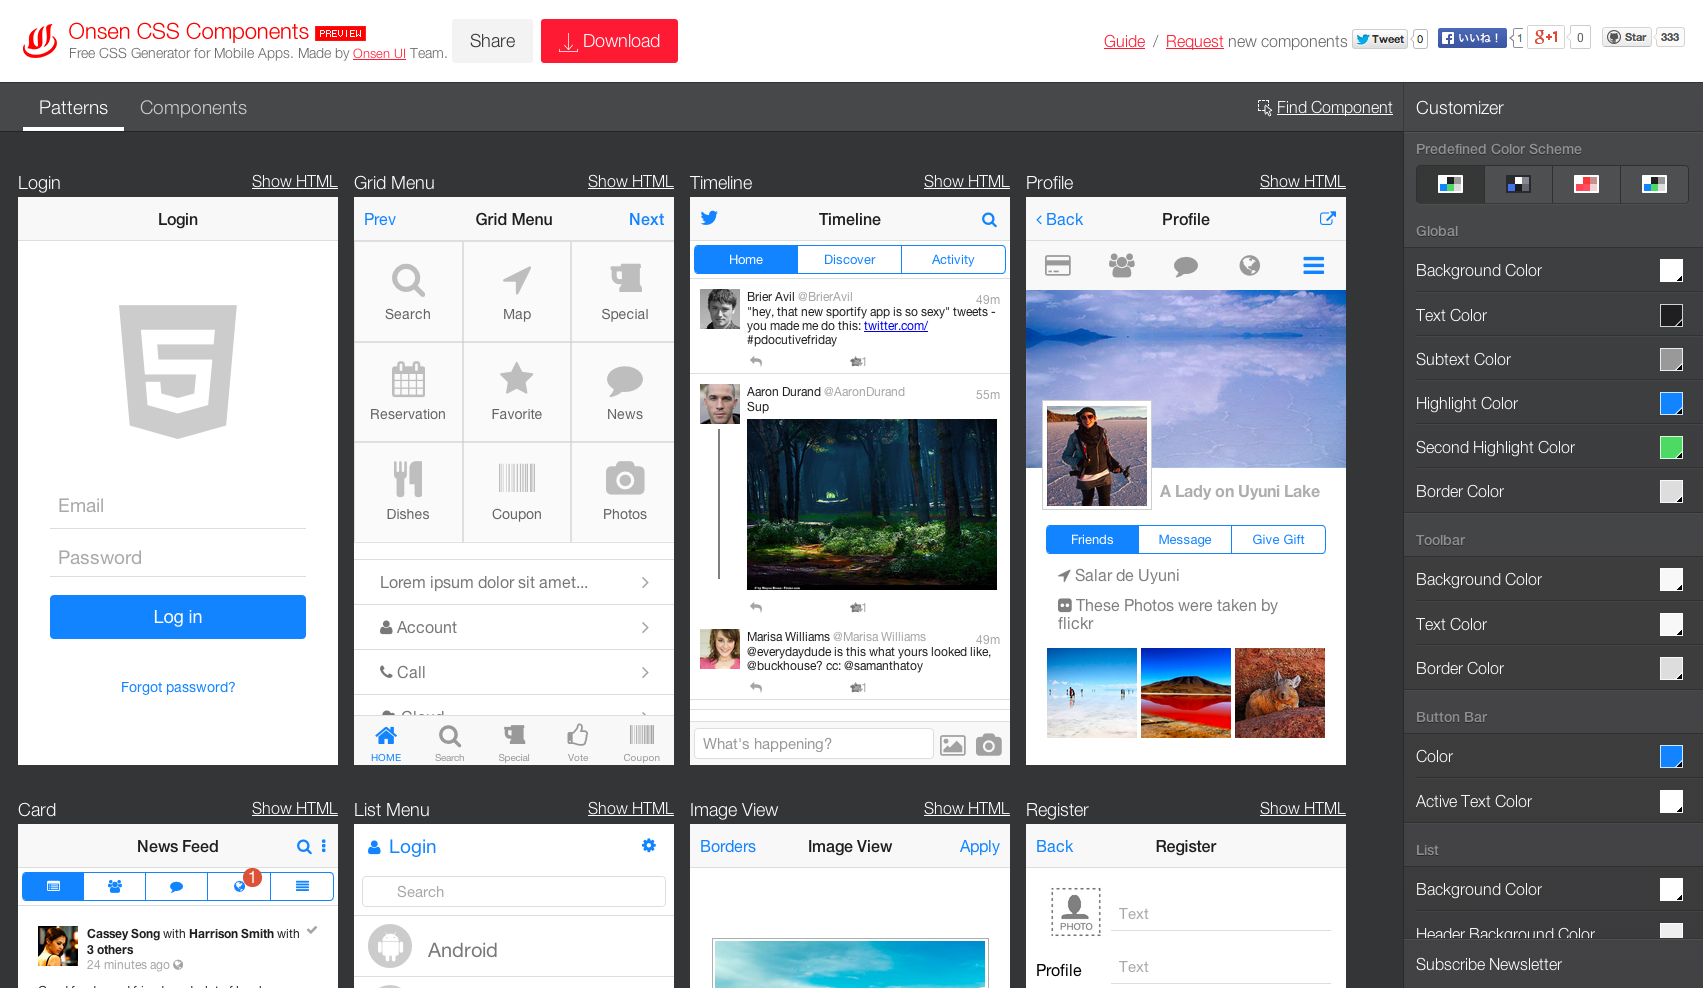 Onsen CSS Components PREVIEW
Free CSS Generator for Mobile Apps. Made by Onsen UI Team.
Share
Download
Guide / Request new components
Tweet 0
いいね！ 1
g+1 0
Star 333
Patterns
Components
Find Component
Customizer
Login
Show HTML
Login
Email
Password
Log in
Forgot password?
Grid Menu
Show HTML
Prev
Grid Menu
Next
Search
Map
Special
Reservation
Favorite
News
Dishes
Coupon
Photos
Lorem ipsum dolor sit amet...
Account
Call
Cloud
HOME
Search
Special
Vote
Coupon
Timeline
Show HTML
Timeline
Home
Discover
Activity
Brier Avil @BrierAvil
49m
"hey, that new sportify app is so sexy" tweets -
you made me do this: twitter.com/
#pdocutivefriday
1
Aaron Durand @AaronDurand
55m
Sup
1
Marisa Williams @Marisa Williams
49m
@everydaydude is this what yours looked like,
@buckhouse? cc: @samanthatoy
1
What's happening?
Profile
Show HTML
Back
Profile
A Lady on Uyuni Lake
Friends
Message
Give Gift
Salar de Uyuni
These Photos were taken by
flickr
Card
Show HTML
News Feed
1
Cassey Song with Harrison Smith with
3 others
24 minutes ago
List Menu
Show HTML
Login
Search
Android
Image View
Show HTML
Borders
Image View
Apply
Register
Show HTML
Back
Register
PHOTO
Text
Profile
Text
Predefined Color Scheme
Global
Background Color
Text Color
Subtext Color
Highlight Color
Second Highlight Color
Border Color
Toolbar
Background Color
Text Color
Border Color
Button Bar
Color
Active Text Color
List
Background Color
Header Background Color
Subscribe Newsletter